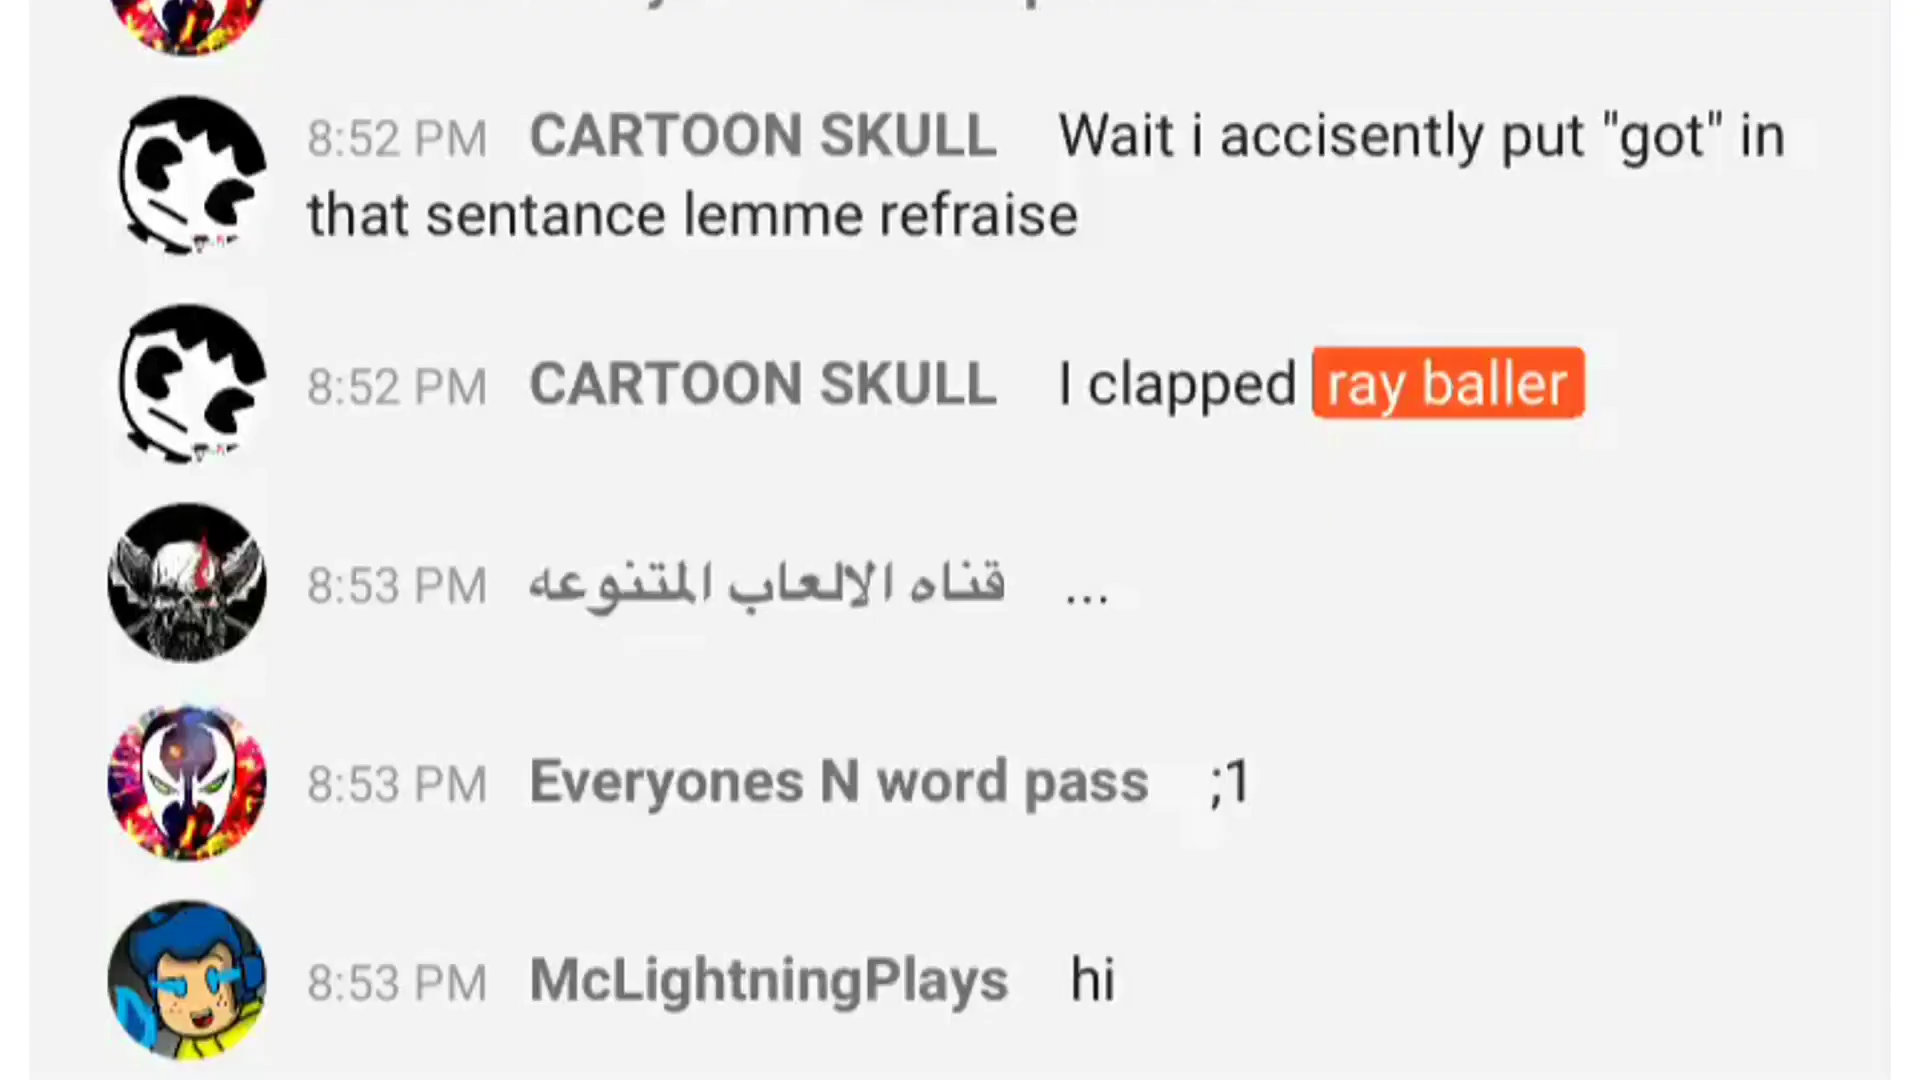 8:52 PM CARTOON SKULL Wait i accisently put "got" in
that sentance lemme refraise
8:52 PM CARTOON SKULL I clapped ray baller
8:53 PM قناه الالعاب المتنوعه ...
8:53 PM Everyones N word pass ;1
8:53 PM McLightningPlays hi